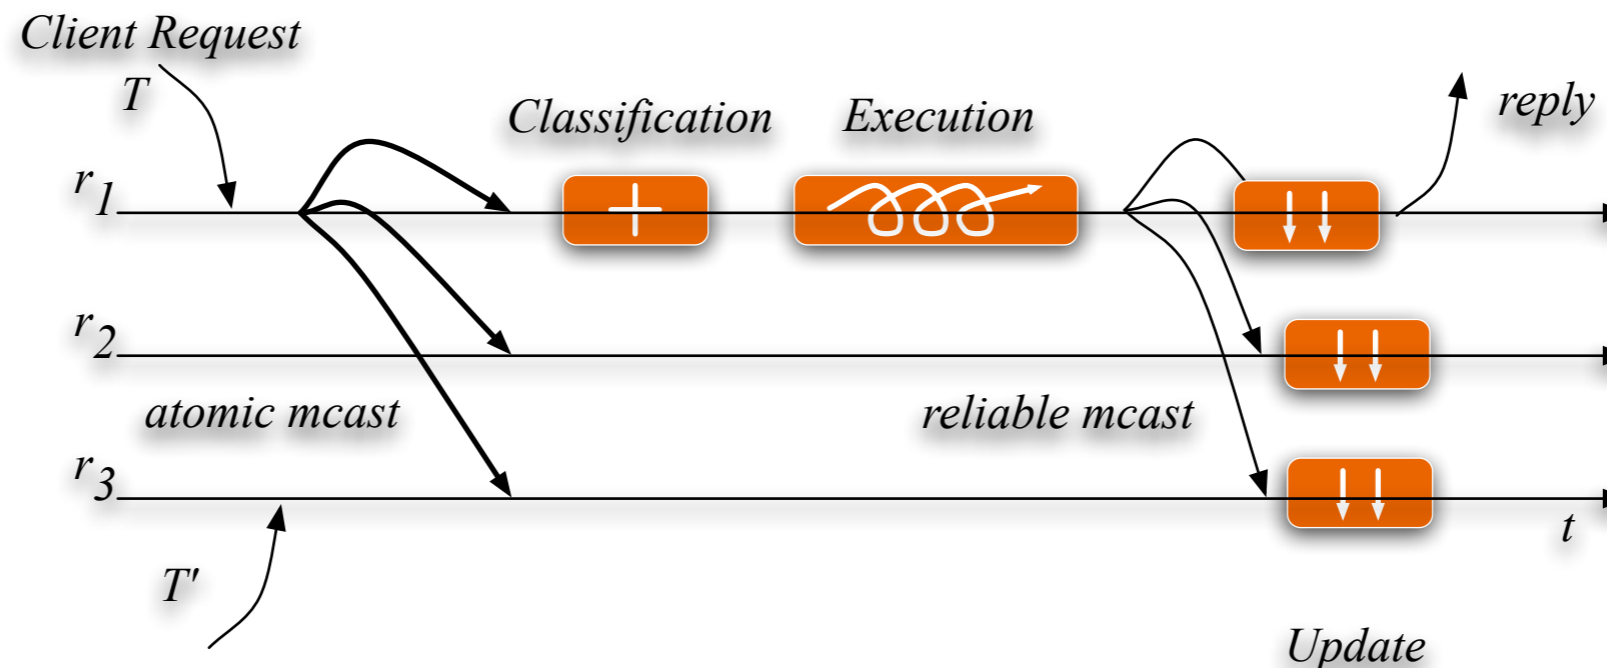 Client Request
T
Classification
Execution
reply
r1
r2
atomic mcast
reliable mcast
r3
t
T'
Update